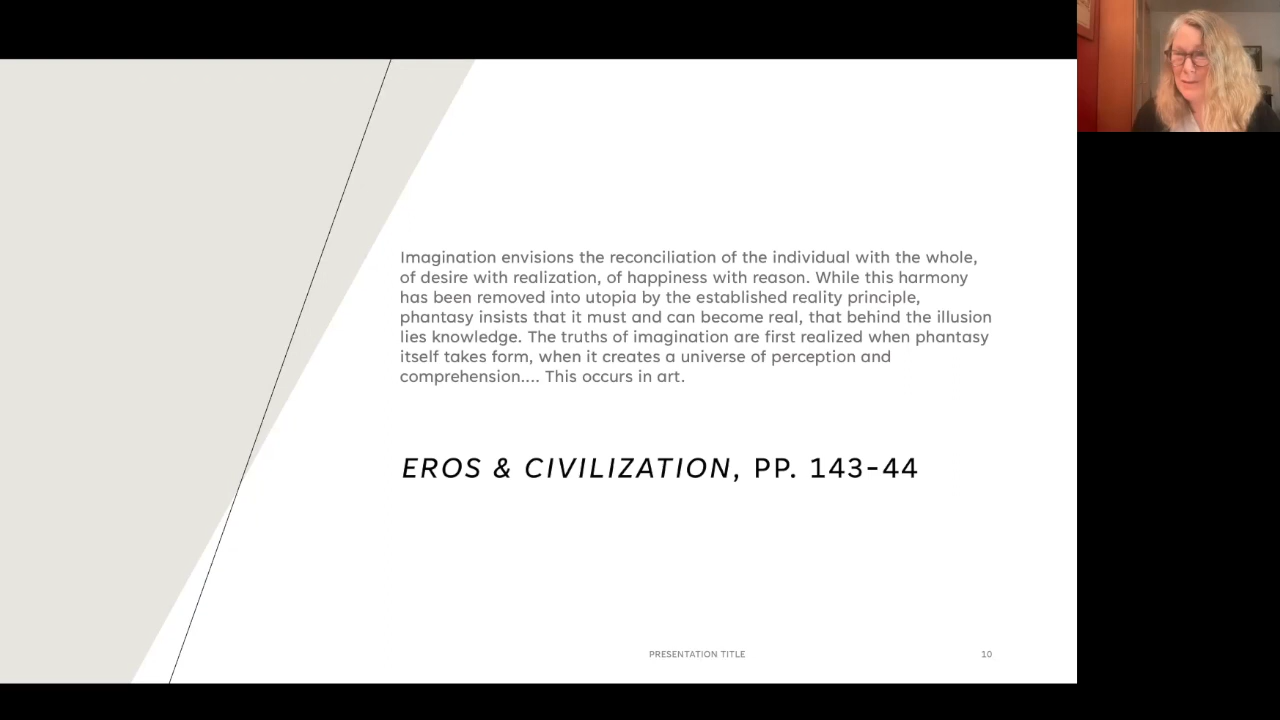 Imagination envisions the reconciliation of the individual with the whole,
of desire with realization, of happiness with reason. While this harmony
has been removed into utopia by the established reality principle,
phantasy insists that it must and can become real, that behind the illusion
lies knowledge. The truths of imagination are first realized when phantasy
itself takes form, when it creates a universe of perception and
comprehension.... This occurs in art.
EROS & CIVILIZATION, PP. 143-44
PRESENTATION TITLE
10